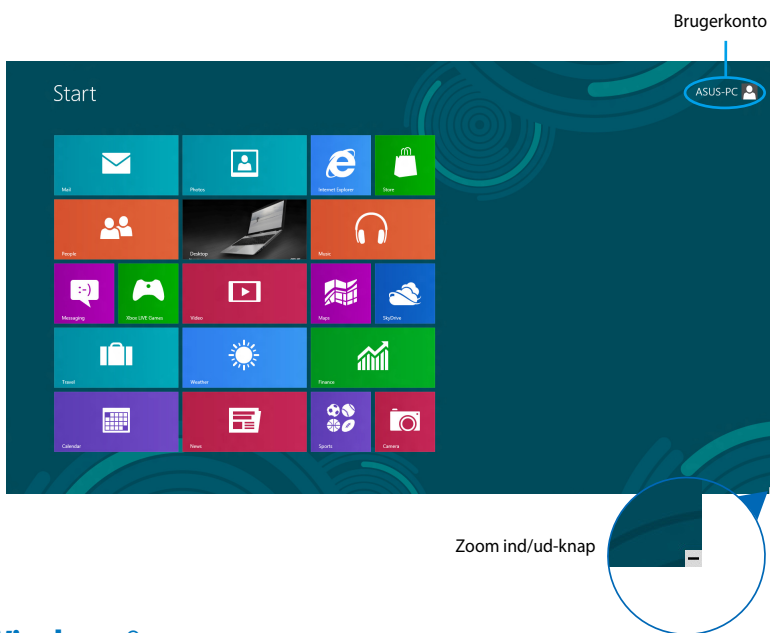 Brugerkonto
Start
ASUS-PC
Mail
Photos
Internet Explorer
Store
People
Desktop
Music
Messaging
Xbox LIVE Games
Video
Maps
SkyDrive
Travel
Weather
Finance
Calendar
News
Sports
Camera
Zoom ind/ud-knap